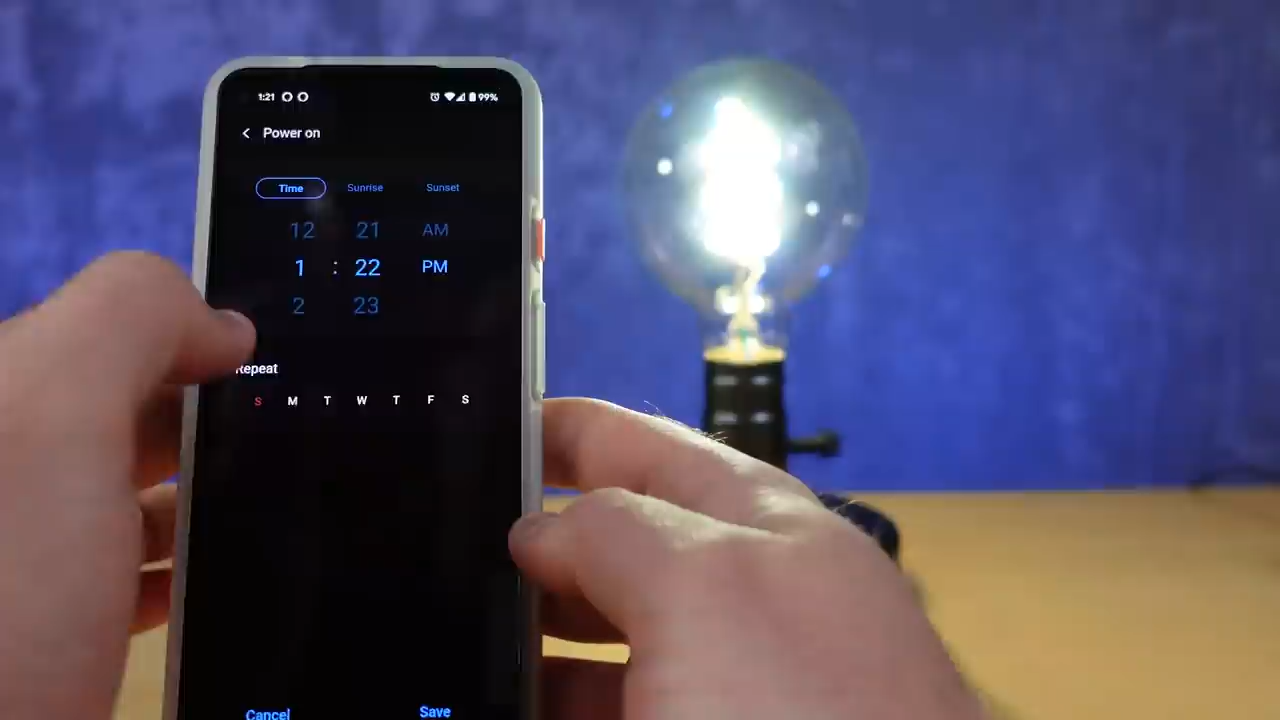 1:21 99%
Power on
Time Sunrise Sunset
12 21 AM
1 : 22 PM
2 23
Repeat
S M T W T F S
Cancel Save